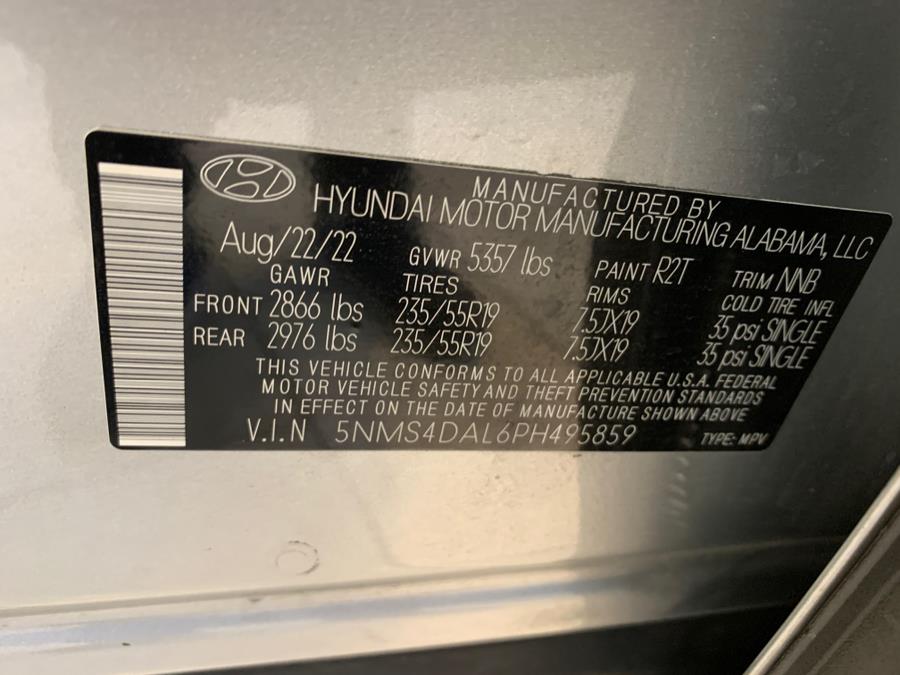 MANUFACTURED BY
HYUNDAI MOTOR MANUFACTURING ALABAMA, LLC
Aug/22/22 GVWR 5357 lbs PAINT R2T TRIM NNB
GAWR TIRES RIMS COLD TIRE INFL
FRONT 2866 lbs 235/55R19 7.5JX19 35 psi SINGLE
REAR 2976 lbs 235/55R19 7.5JX19 35 psi SINGLE
THIS VEHICLE CONFORMS TO ALL APPLICABLE U.S.A. FEDERAL
MOTOR VEHICLE SAFETY AND THEFT PREVENTION STANDARDS
IN EFFECT ON THE DATE OF MANUFACTURE SHOWN ABOVE
V.I.N 5NMS4DAL6PH495859 TYPE: MPV